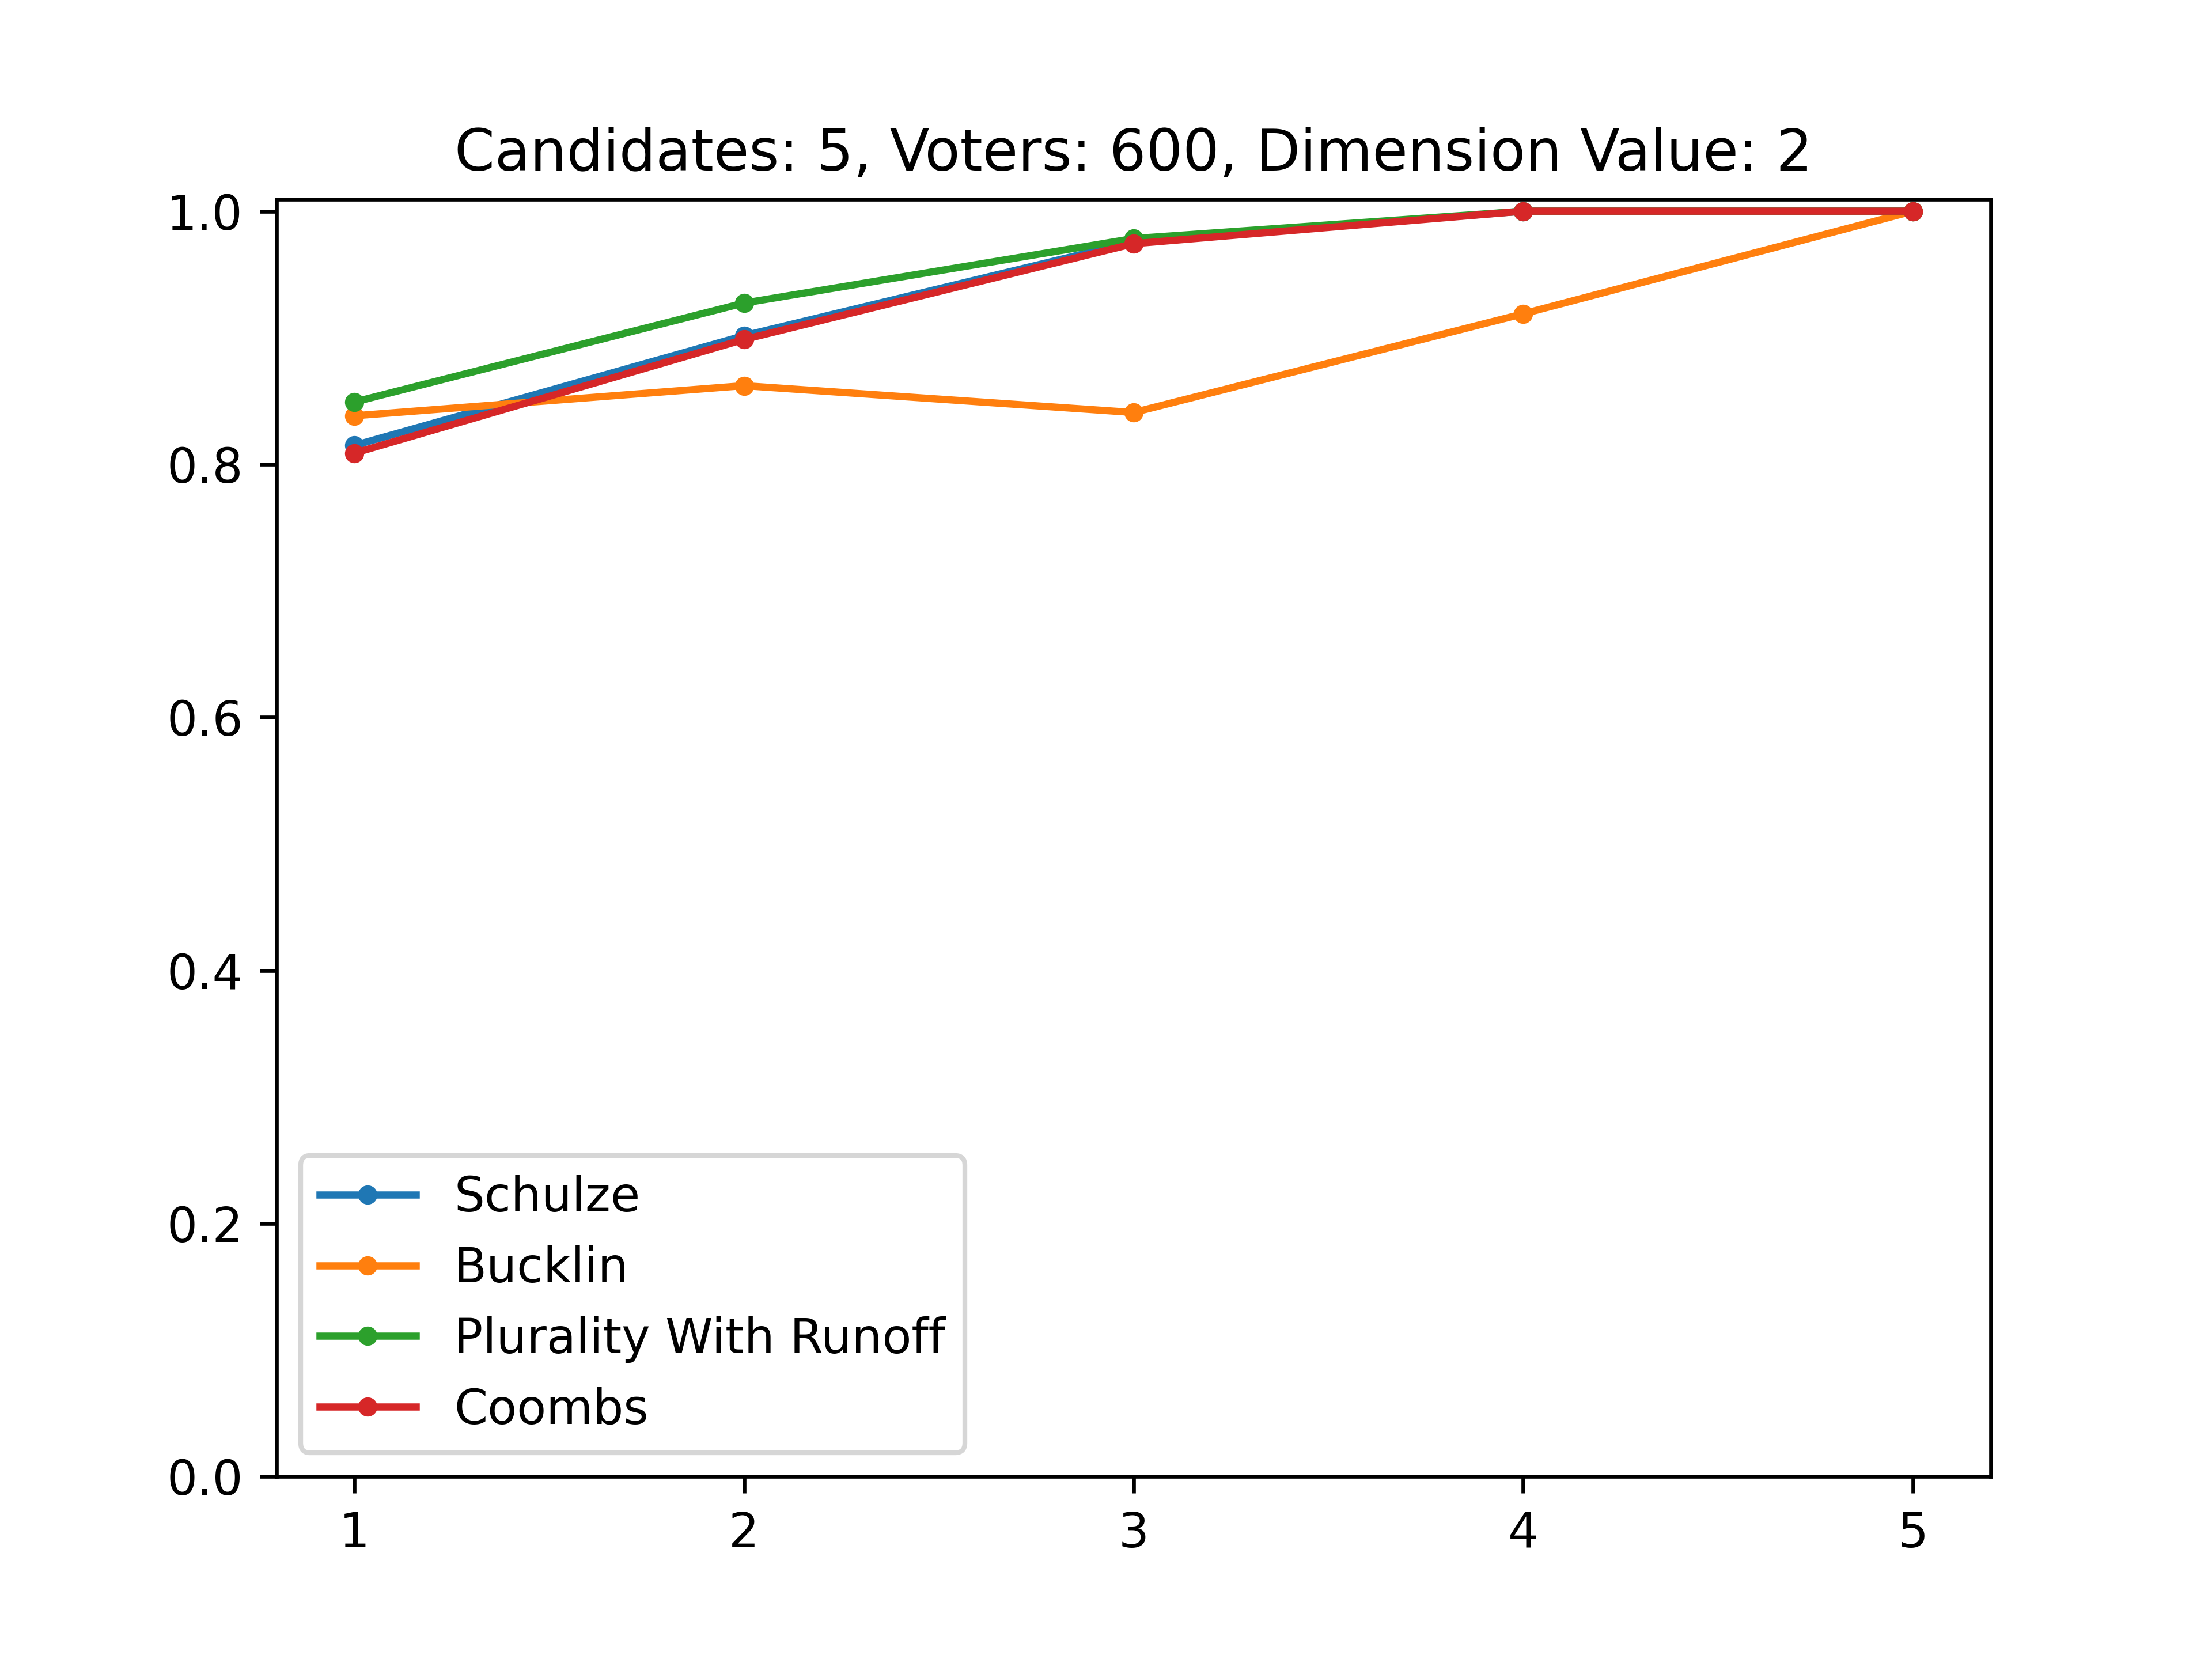 Candidates: 5, Voters: 600, Dimension Value: 2
1.0
0.8
0.6
0.4
0.2
0.0
Schulze
Bucklin
Plurality With Runoff
Coombs
1 2 3 4 5